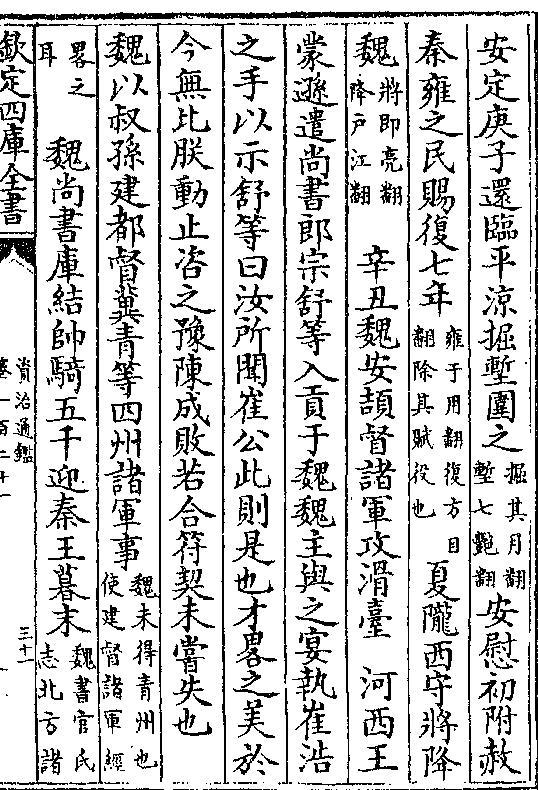 安定庚子還臨平涼掘塹圍之掘其月翻塹七艷翻安慰初附赦
秦雍之民賜復七年雍于用翻復方目翻除其賦役也夏隴西守將降
魏將即亮翻降戸江翻 辛丑魏安頡督諸軍攻滑臺 河西王
蒙遜遣尚書郎宗舒等入貢于魏魏主與之宴執崔浩
之手以示舒等曰汝所聞崔公此則是也才畧之美於
今無比朕動止咨之豫陳成敗若合符契未嘗失也
魏以叔孫建都督冀青等四州諸軍事魏未得青州也使建督諸軍經
畧之耳 魏尚書庫結帥騎五千迎秦王暮末魏書官氏志北方諸
欽定四庫全書
資治通鑑
卷一百二十一
三十一